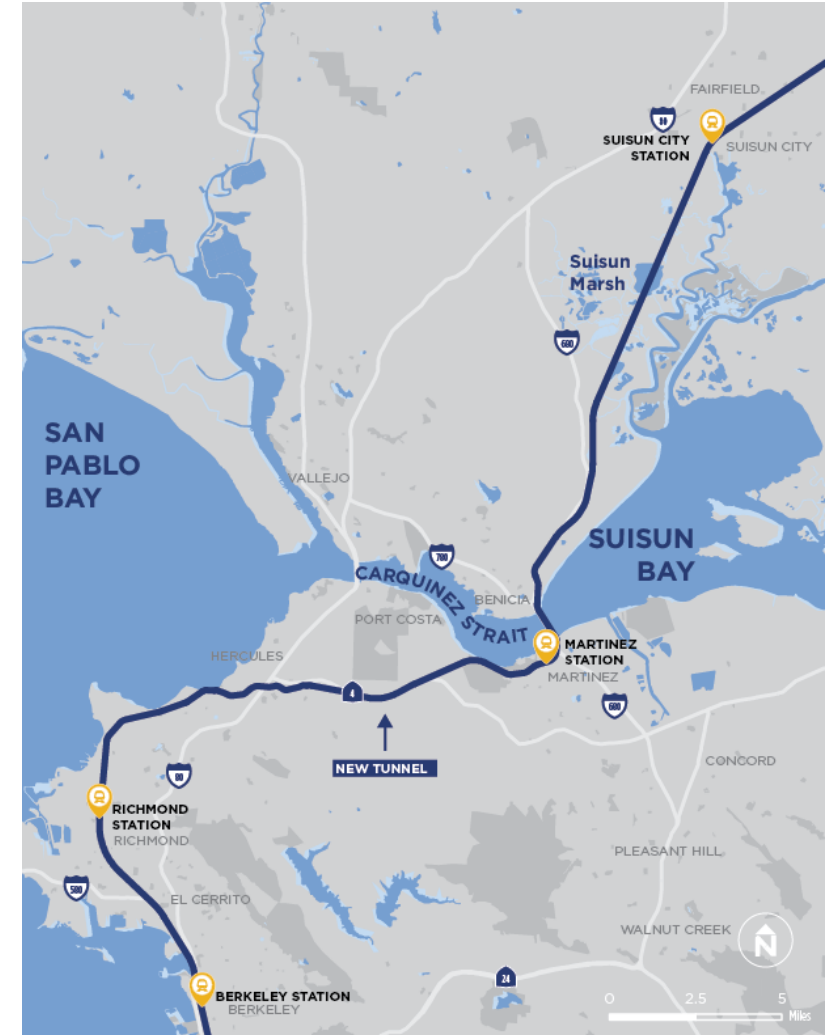 FAIRFIELD
80
SUISUN CITY
STATION
SUISUN CITY
Suisun
Marsh
680
SAN
PABLO
BAY
VALLEJO
SUISUN
BAY
780
CARQUINEZ STRAIT
BENICIA
PORT COSTA
MARTINEZ
STATION
HERCULES
MARTINEZ
4
680
NEW TUNNEL
CONCORD
80
RICHMOND
STATION
RICHMOND
PLEASANT HILL
580
EL CERRITO
WALNUT CREEK
N
24
BERKELEY STATION
BERKELEY
0 2.5 5
Miles